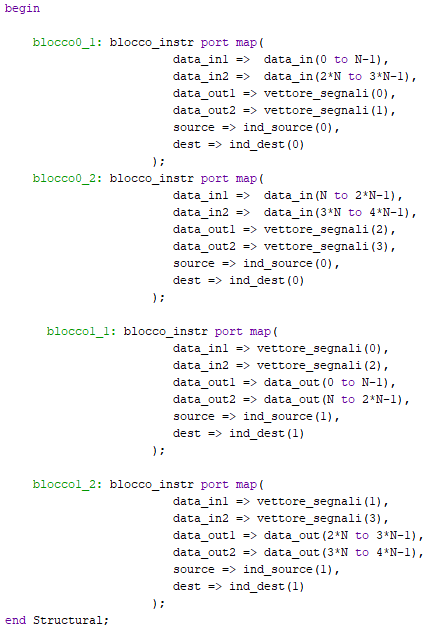 begin
blocco0_1: blocco_instr port map(
data_in1 => data_in(0 to N-1),
data_in2 => data_in(2*N to 3*N-1),
data_out1 => vettore_segnali(0),
data_out2 => vettore_segnali(1),
source => ind_source(0),
dest => ind_dest(0)
);
blocco0_2: blocco_instr port map(
data_in1 => data_in(N to 2*N-1),
data_in2 => data_in(3*N to 4*N-1),
data_out1 => vettore_segnali(2),
data_out2 => vettore_segnali(3),
source => ind_source(0),
dest => ind_dest(0)
);
blocco1_1: blocco_instr port map(
data_in1 => vettore_segnali(0),
data_in2 => vettore_segnali(2),
data_out1 => data_out(0 to N-1),
data_out2 => data_out(N to 2*N-1),
source => ind_source(1),
dest => ind_dest(1)
);
blocco1_2: blocco_instr port map(
data_in1 => vettore_segnali(1),
data_in2 => vettore_segnali(3),
data_out1 => data_out(2*N to 3*N-1),
data_out2 => data_out(3*N to 4*N-1),
source => ind_source(1),
dest => ind_dest(1)
);
end Structural;